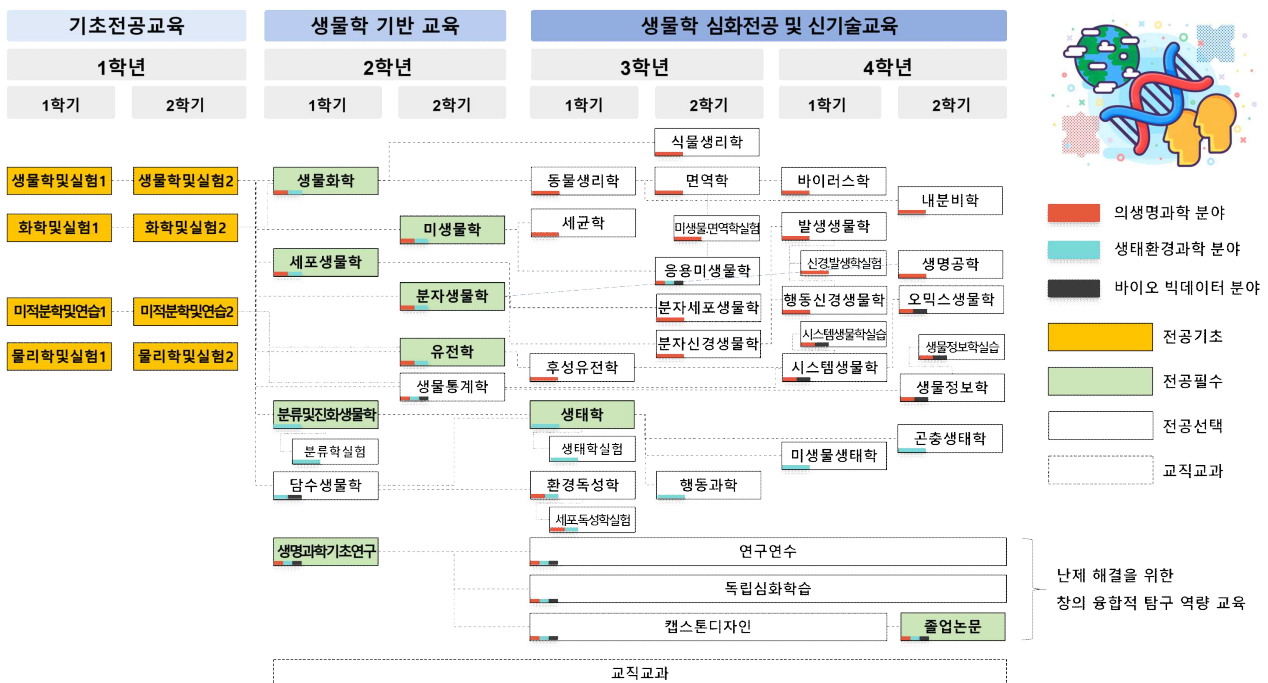 기초전공교육
생물학 기반 교육
생물학 심화전공 및 신기술교육
1학년
2학년
3학년
4학년
1학기
2학기
1학기
2학기
1학기
2학기
1학기
2학기
식물생리학
생물학및실험1
생물학및실험2
생물화학
동물생리학
면역학
바이러스학
내분비학
화학및실험1
화학및실험2
미생물학
세균학
미생물,면역학실험
발생생물학
세포생물학
응용미생물학
신경,발생학실험
생명공학
분자생물학
분자세포생물학
행동신경생물학
오믹스생물학
미적분학및연습1
미적분학및연습2
분자신경생물학
시스템생물학실습
생물정보학실습
물리학및실험1
물리학및실험2
유전학
후성유전학
시스템생물학
생물통계학
생물정보학
분류및진화생물학
생태학
곤충생태학
분류학실험
생태학실험
미생물생태학
담수생물학
환경독성학
행동과학
세포독성학실험
생명과학기초연구
연구연수
독립심화학습
캡스톤디자인
졸업논문
교직교과
의생명과학 분야
생태환경과학 분야
바이오 빅데이터 분야
전공기초
전공필수
전공선택
교직교과
난제 해결을 위한
창의 융합적 탐구 역량 교육